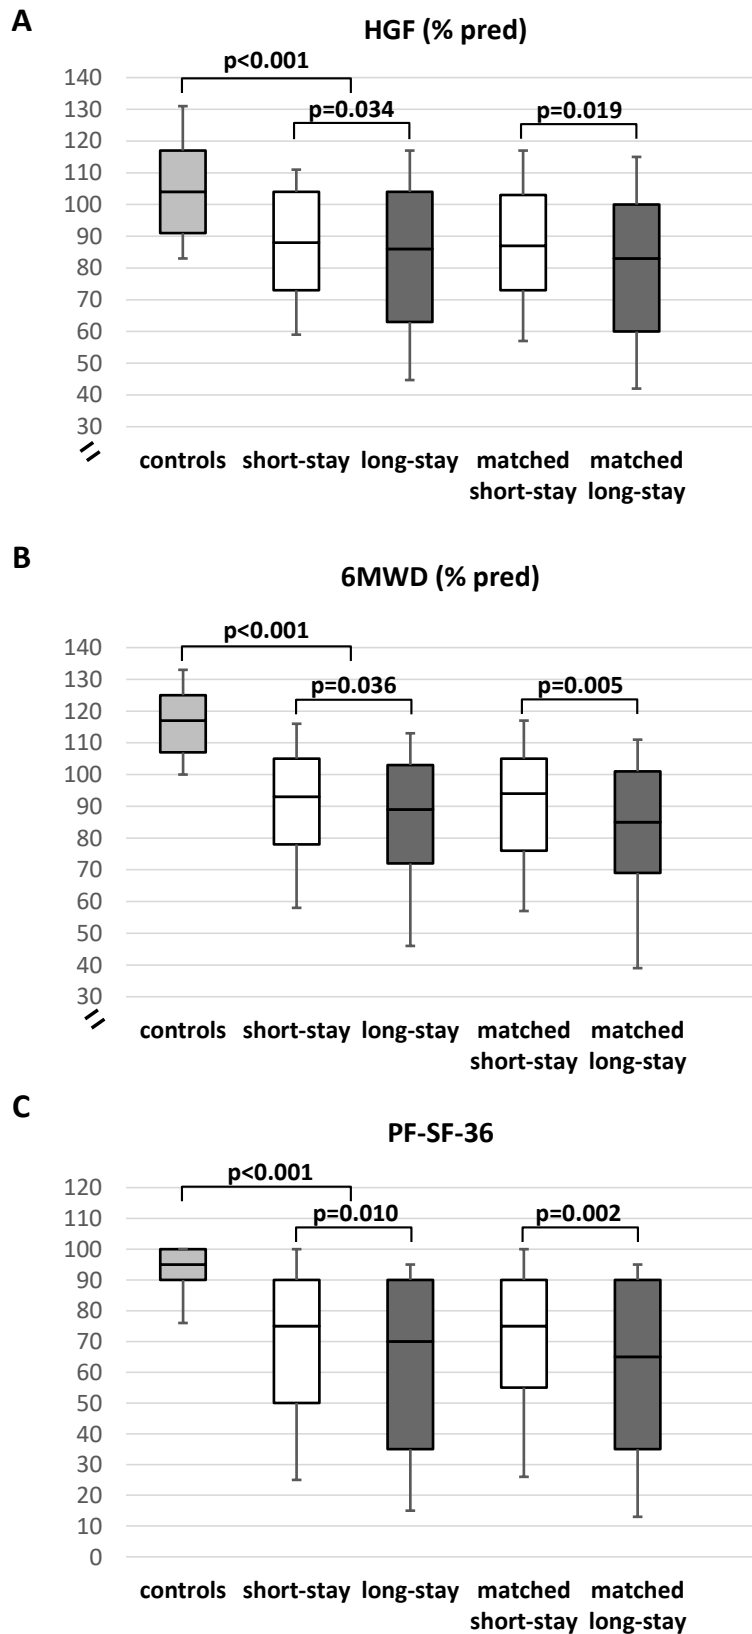 A
HGF (% pred)
p<0.001
p=0.034
p=0.019
140
130
120
110
100
90
80
70
60
50
40
30
controls short-stay long-stay matched short-stay matched long-stay
B
6MWD (% pred)
p<0.001
p=0.036
p=0.005
140
130
120
110
100
90
80
70
60
50
40
30
controls short-stay long-stay matched short-stay matched long-stay
C
PF-SF-36
p<0.001
p=0.010
p=0.002
120
110
100
90
80
70
60
50
40
30
20
10
0
controls short-stay long-stay matched short-stay matched long-stay